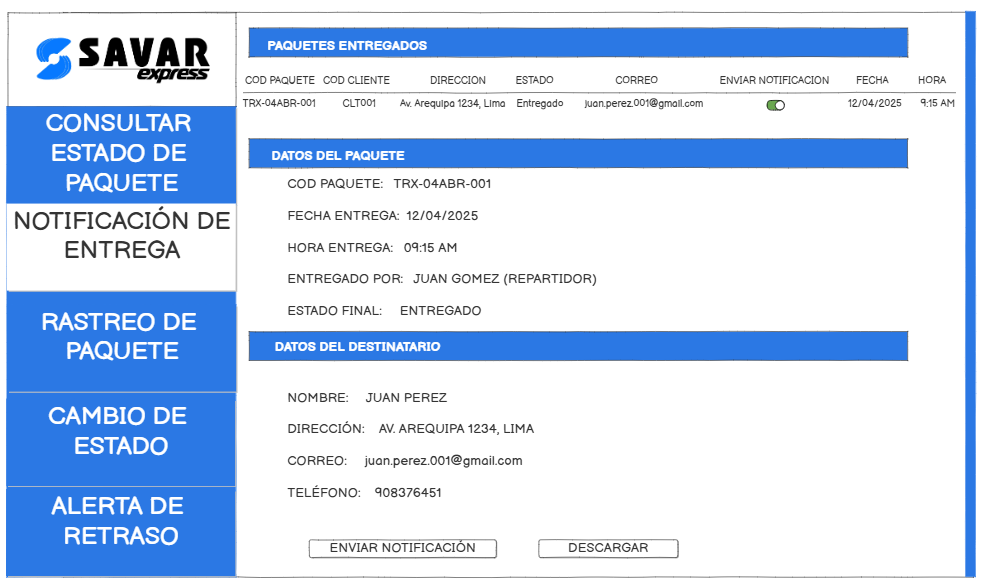 SAVAR
express
CONSULTAR
ESTADO DE
PAQUETE
NOTIFICACIÓN DE
ENTREGA
RASTREO DE
PAQUETE
CAMBIO DE
ESTADO
ALERTA DE
RETRASO
PAQUETES ENTREGADOS
COD PAQUETE COD CLIENTE DIRECCION ESTADO CORREO ENVIAR NOTIFICACION FECHA HORA
TRX-04ABR-001 CLT001 Av. Arequipa 1234, Lima Entregado juan.perez.001@gmail.com 12/04/2025 9:15 AM
DATOS DEL PAQUETE
COD PAQUETE: TRX-04ABR-001
FECHA ENTREGA: 12/04/2025
HORA ENTREGA: 09:15 AM
ENTREGADO POR: JUAN GOMEZ (REPARTIDOR)
ESTADO FINAL: ENTREGADO
DATOS DEL DESTINATARIO
NOMBRE: JUAN PEREZ
DIRECCIÓN: AV. AREQUIPA 1234, LIMA
CORREO: juan.perez.001@gmail.com
TELÉFONO: 908376451
ENVIAR NOTIFICACIÓN DESCARGAR